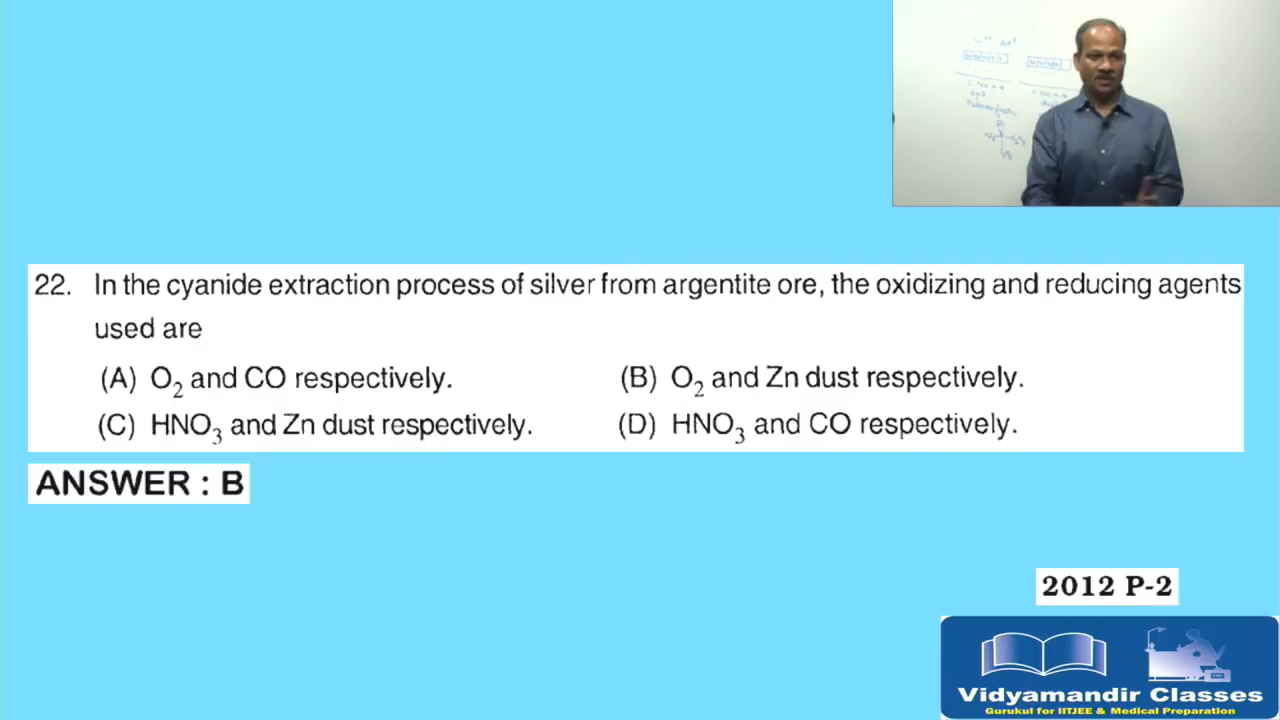 22. In the cyanide extraction process of silver from argentite ore, the oxidizing and reducing agents
used are
(A) O₂ and CO respectively. (B) O₂ and Zn dust respectively.
(C) HNO₃ and Zn dust respectively. (D) HNO₃ and CO respectively.
ANSWER : B
2012 P-2
Vidyamandir Classes
Gurukul for IITJEE & Medical Preparation